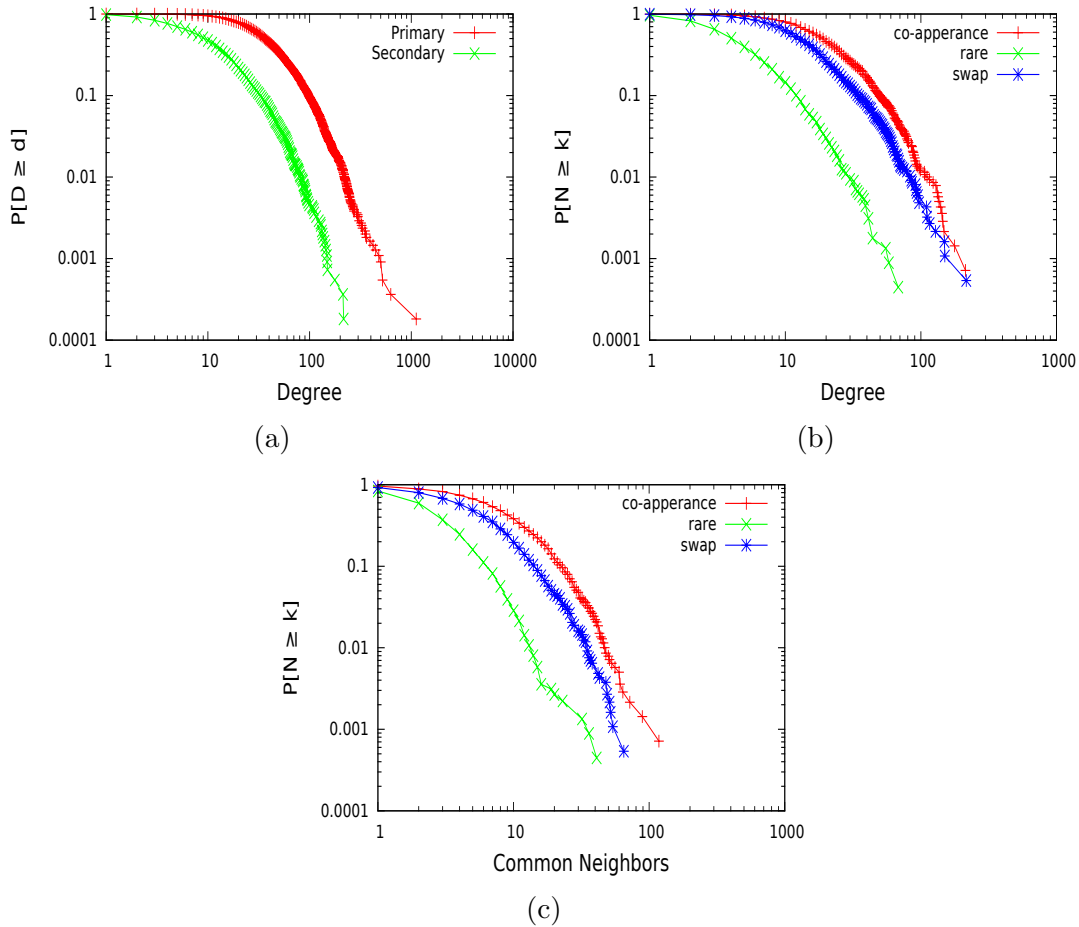 1
0.1
0.01
0.001
0.0001
1 10 100 1000 10000
P[D ≥ d]
Degree
Primary
Secondary
(a)
1
0.1
0.01
0.001
0.0001
1 10 100 1000
P[N ≥ k]
Degree
co-apperance
rare
swap
(b)
1
0.1
0.01
0.001
0.0001
1 10 100 1000
P[N ≥ k]
Common Neighbors
co-apperance
rare
swap
(c)